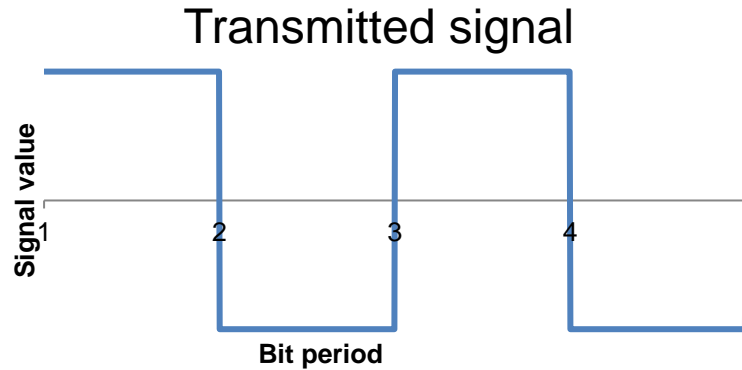 Transmitted signal
Signal value
1 2 3 4
Bit period